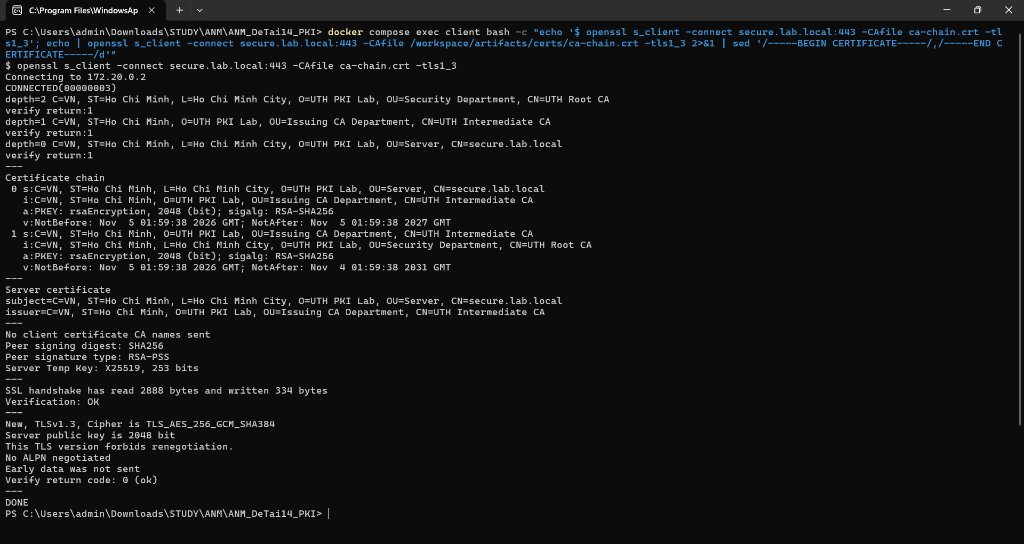 C:\Program Files\WindowsAp
PS C:\Users\admin\Downloads\STUDY\ANM\ANM_DeTai14_PKI> docker compose exec client bash -c "echo '$ openssl s_client -connect secure.lab.local:443 -CAfile ca-chain.crt -tl
s1_3'; echo | openssl s_client -connect secure.lab.local:443 -CAfile /workspace/artifacts/certs/ca-chain.crt -tls1_3 2>&1 | sed '/-----BEGIN CERTIFICATE-----/,/-----END C
ERTIFICATE-----/d'"
$ openssl s_client -connect secure.lab.local:443 -CAfile ca-chain.crt -tls1_3
Connecting to 172.20.0.2
CONNECTED(00000003)
depth=2 C=VN, ST=Ho Chi Minh, L=Ho Chi Minh City, O=UTH PKI Lab, OU=Security Department, CN=UTH Root CA
verify return:1
depth=1 C=VN, ST=Ho Chi Minh, O=UTH PKI Lab, OU=Issuing CA Department, CN=UTH Intermediate CA
verify return:1
depth=0 C=VN, ST=Ho Chi Minh, L=Ho Chi Minh City, O=UTH PKI Lab, OU=Server, CN=secure.lab.local
verify return:1
---
Certificate chain
 0 s:C=VN, ST=Ho Chi Minh, L=Ho Chi Minh City, O=UTH PKI Lab, OU=Server, CN=secure.lab.local
   i:C=VN, ST=Ho Chi Minh, O=UTH PKI Lab, OU=Issuing CA Department, CN=UTH Intermediate CA
   a:PKEY: rsaEncryption, 2048 (bit); sigalg: RSA-SHA256
   v:NotBefore: Nov  5 01:59:38 2026 GMT; NotAfter: Nov  5 01:59:38 2027 GMT
 1 s:C=VN, ST=Ho Chi Minh, O=UTH PKI Lab, OU=Issuing CA Department, CN=UTH Intermediate CA
   i:C=VN, ST=Ho Chi Minh, L=Ho Chi Minh City, O=UTH PKI Lab, OU=Security Department, CN=UTH Root CA
   a:PKEY: rsaEncryption, 2048 (bit); sigalg: RSA-SHA256
   v:NotBefore: Nov  5 01:59:38 2026 GMT; NotAfter: Nov  4 01:59:38 2031 GMT
---
Server certificate
subject=C=VN, ST=Ho Chi Minh, L=Ho Chi Minh City, O=UTH PKI Lab, OU=Server, CN=secure.lab.local
issuer=C=VN, ST=Ho Chi Minh, O=UTH PKI Lab, OU=Issuing CA Department, CN=UTH Intermediate CA
---
No client certificate CA names sent
Peer signing digest: SHA256
Peer signature type: RSA-PSS
Server Temp Key: X25519, 253 bits
---
SSL handshake has read 2888 bytes and written 334 bytes
Verification: OK
---
New, TLSv1.3, Cipher is TLS_AES_256_GCM_SHA384
Server public key is 2048 bit
This TLS version forbids renegotiation.
No ALPN negotiated
Early data was not sent
Verify return code: 0 (ok)
---
DONE
PS C:\Users\admin\Downloads\STUDY\ANM\ANM_DeTai14_PKI>